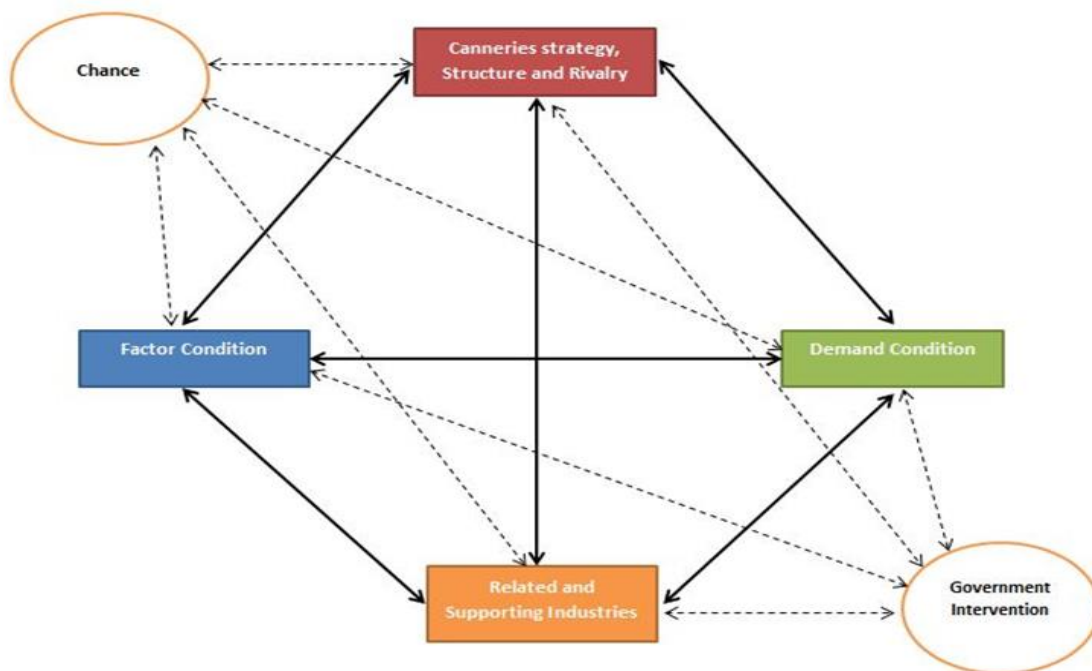 Chance
Canneries strategy,
Structure and Rivalry
Factor Condition
Demand Condition
Related and
Supporting Industries
Government
Intervention